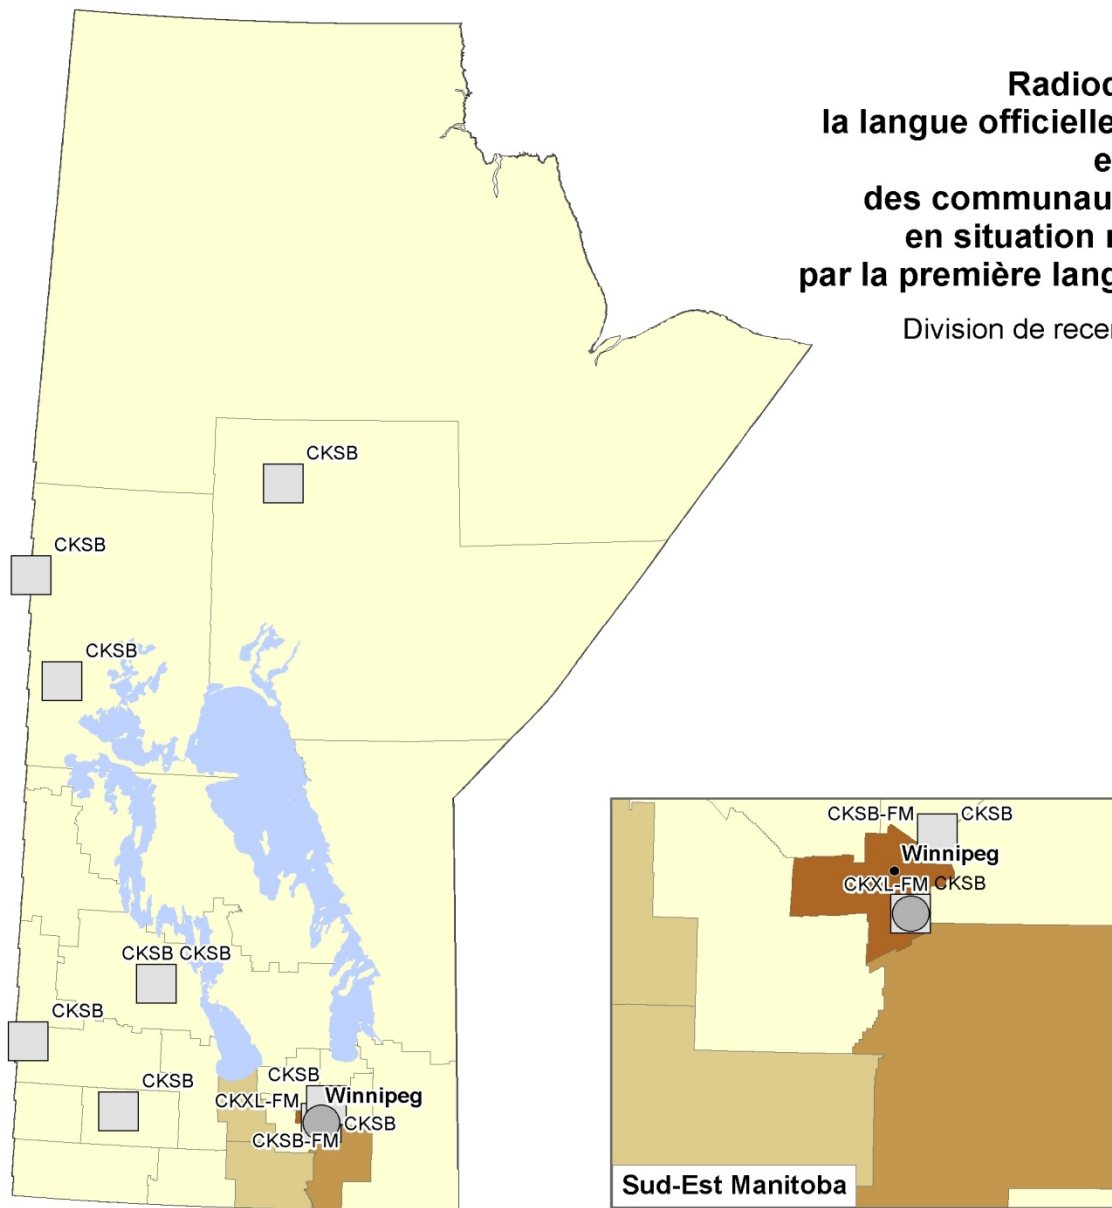 Radiod
la langue officielle
e
des communau
en situation r
par la première lang
Division de recen
CKSB
CKSB
CKSB
CKSB CKSB
CKSB
CKSB
CKSB
CKXL-FM Winnipeg
CKSB
CKSB-FM
CKSB-FM CKSB
Winnipeg
CKXL-FM CKSB
Sud-Est Manitoba